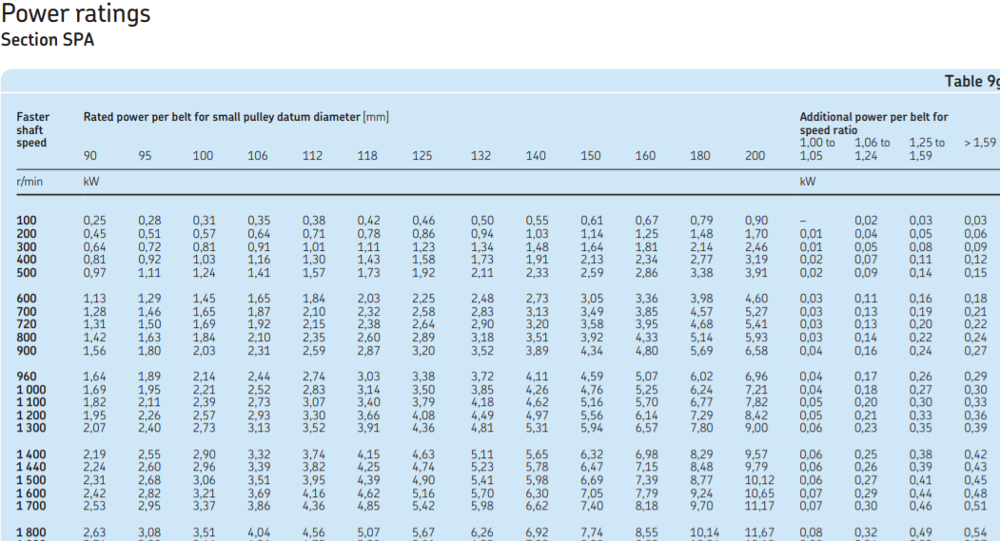 Power ratings
Section SPA
Table 9g
Faster Rated power per belt for small pulley datum diameter [mm] Additional power per belt for
shaft speed ratio
speed 1,00 to 1,06 to 1,25 to > 1,59
90 95 100 106 112 118 125 132 140 150 160 180 200 1,05 1,24 1,59
r/min kW kW
100 0,25 0,28 0,31 0,35 0,38 0,42 0,46 0,50 0,55 0,61 0,67 0,79 0,90 – 0,02 0,03 0,03
200 0,45 0,51 0,57 0,64 0,71 0,78 0,86 0,94 1,03 1,14 1,25 1,48 1,70 0,01 0,04 0,05 0,06
300 0,64 0,72 0,81 0,91 1,01 1,11 1,23 1,34 1,48 1,64 1,81 2,14 2,46 0,01 0,05 0,08 0,09
400 0,81 0,92 1,03 1,16 1,30 1,43 1,58 1,73 1,91 2,13 2,34 2,77 3,19 0,02 0,07 0,11 0,12
500 0,97 1,11 1,24 1,41 1,57 1,73 1,92 2,11 2,33 2,59 2,86 3,38 3,91 0,02 0,09 0,14 0,15
600 1,13 1,29 1,45 1,65 1,84 2,03 2,25 2,48 2,73 3,05 3,36 3,98 4,60 0,03 0,11 0,16 0,18
700 1,28 1,46 1,65 1,87 2,10 2,32 2,58 2,83 3,13 3,49 3,85 4,57 5,27 0,03 0,13 0,19 0,21
720 1,31 1,50 1,69 1,92 2,15 2,38 2,64 2,90 3,20 3,58 3,95 4,68 5,41 0,03 0,13 0,20 0,22
800 1,42 1,63 1,84 2,10 2,35 2,60 2,89 3,18 3,51 3,92 4,33 5,14 5,93 0,03 0,14 0,22 0,24
900 1,56 1,80 2,03 2,31 2,59 2,87 3,20 3,52 3,89 4,34 4,80 5,69 6,58 0,04 0,16 0,24 0,27
960 1,64 1,89 2,14 2,44 2,74 3,03 3,38 3,72 4,11 4,59 5,07 6,02 6,96 0,04 0,17 0,26 0,29
1 000 1,69 1,95 2,21 2,52 2,83 3,14 3,50 3,85 4,26 4,76 5,25 6,24 7,21 0,04 0,18 0,27 0,30
1 100 1,82 2,11 2,39 2,73 3,07 3,40 3,79 4,18 4,62 5,16 5,70 6,77 7,82 0,05 0,20 0,30 0,33
1 200 1,95 2,26 2,57 2,93 3,30 3,66 4,08 4,49 4,97 5,56 6,14 7,29 8,42 0,05 0,21 0,33 0,36
1 300 2,07 2,40 2,73 3,13 3,52 3,91 4,36 4,81 5,31 5,94 6,57 7,80 9,00 0,06 0,23 0,35 0,39
1 400 2,19 2,55 2,90 3,32 3,74 4,15 4,63 5,11 5,65 6,32 6,98 8,29 9,57 0,06 0,25 0,38 0,42
1 440 2,24 2,60 2,96 3,39 3,82 4,25 4,74 5,23 5,78 6,47 7,15 8,48 9,79 0,06 0,26 0,39 0,43
1 500 2,31 2,68 3,06 3,51 3,95 4,39 4,90 5,41 5,98 6,69 7,39 8,77 10,12 0,06 0,27 0,41 0,45
1 600 2,42 2,82 3,21 3,69 4,16 4,62 5,16 5,70 6,30 7,05 7,79 9,24 10,65 0,07 0,29 0,44 0,48
1 700 2,53 2,95 3,37 3,86 4,36 4,85 5,42 5,98 6,62 7,40 8,18 9,70 11,17 0,07 0,30 0,46 0,51
1 800 2,63 3,08 3,51 4,04 4,56 5,07 5,67 6,26 6,92 7,74 8,55 10,14 11,67 0,08 0,32 0,49 0,54